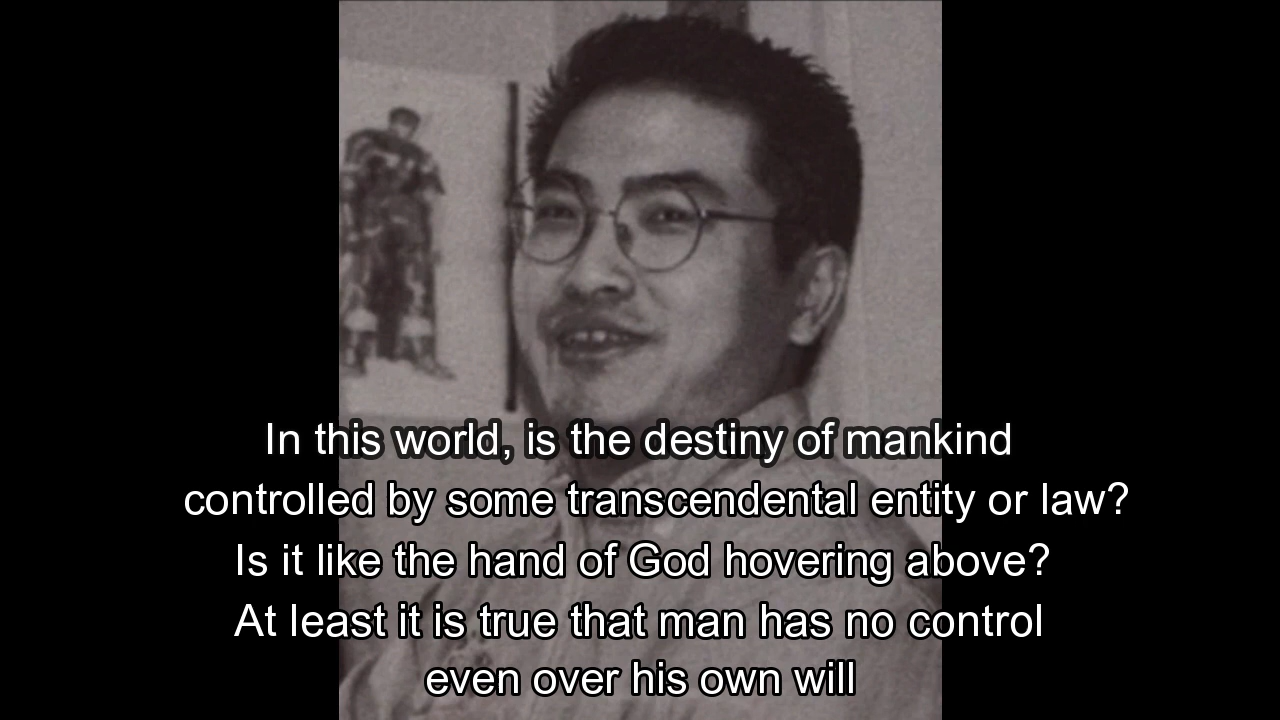 In this world, is the destiny of mankind
controlled by some transcendental entity or law?
Is it like the hand of God hovering above?
At least it is true that man has no control
even over his own will